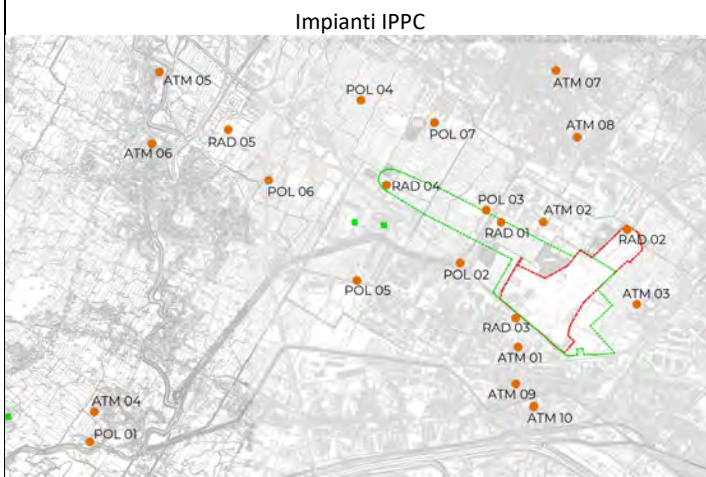 Impianti IPPC
ATM 05
ATM 07
POL 04
POL 07
ATM 08
RAD 05
ATM 06
POL 06
RAD 04
POL 03
RAD 01
ATM 02
RAD 02
POL 02
POL 05
ATM 03
RAD 03
ATM 01
ATM 09
ATM 10
ATM 04
POL 01